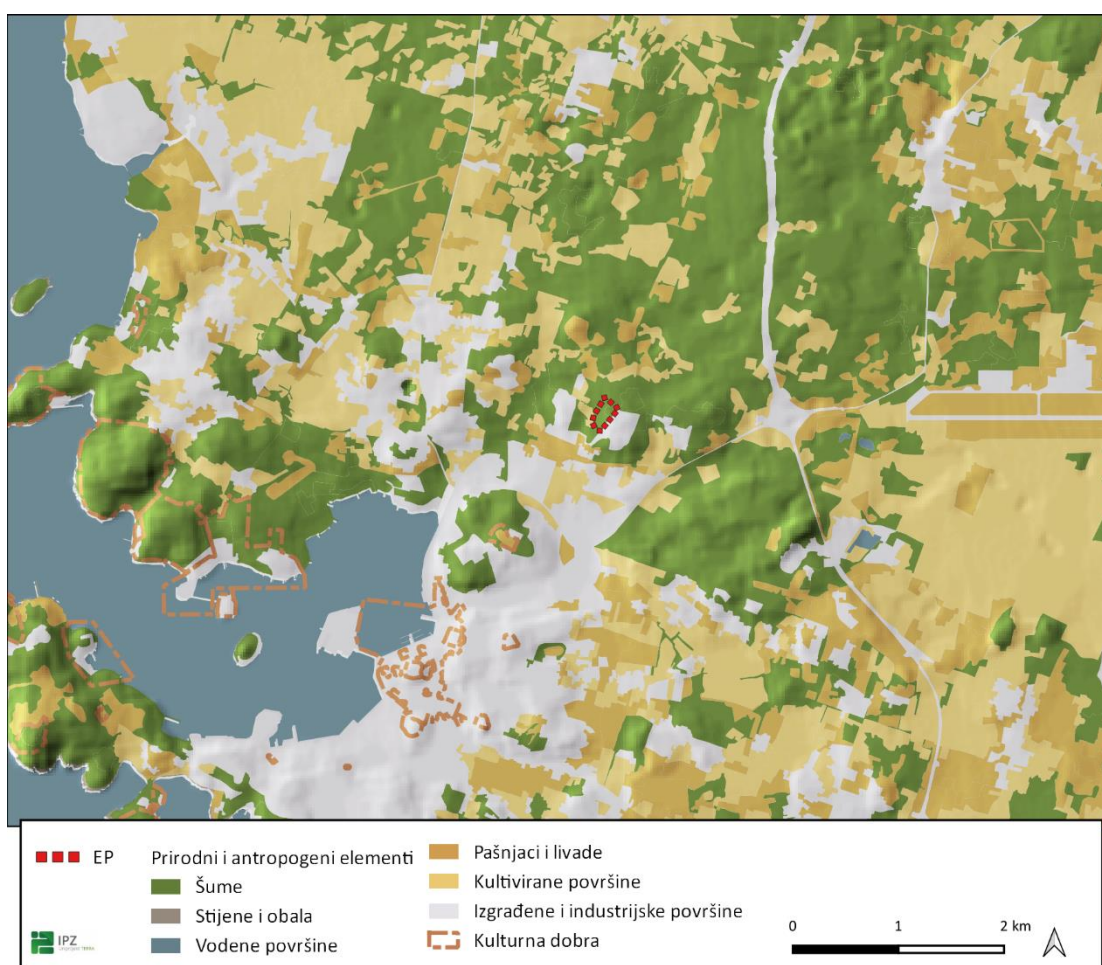 EP
Prirodni i antropogeni elementi
Šume
Stijene i obala
Vodene površine
Pašnjaci i livade
Kultivirane površine
Izgrađene i industrijske površine
Kulturna dobra
IPZ
0 1 2 km